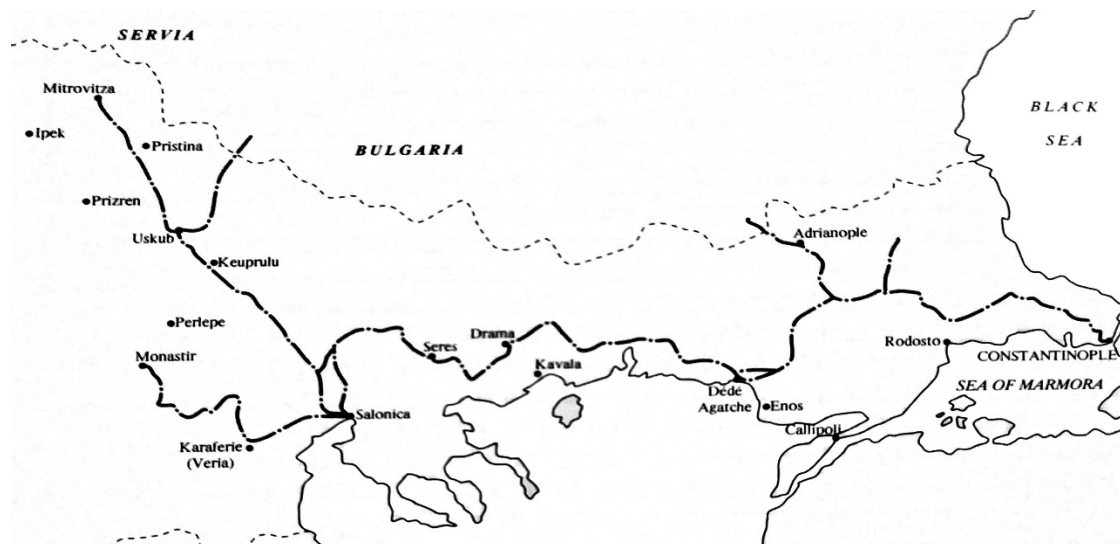 SERVIA
Mitrovitza
Ipek
Pristina
BULGARIA
BLACK
SEA
Prizren
Uskub
Keuprulu
Adrianople
Perlepe
Monastir
Seres
Drama
Kavala
Rodosto
CONSTANTINOPLE
SEA OF MARMORA
Dédé
Agatche
Enos
Callipoli
Salonica
Karaferie
(Veria)